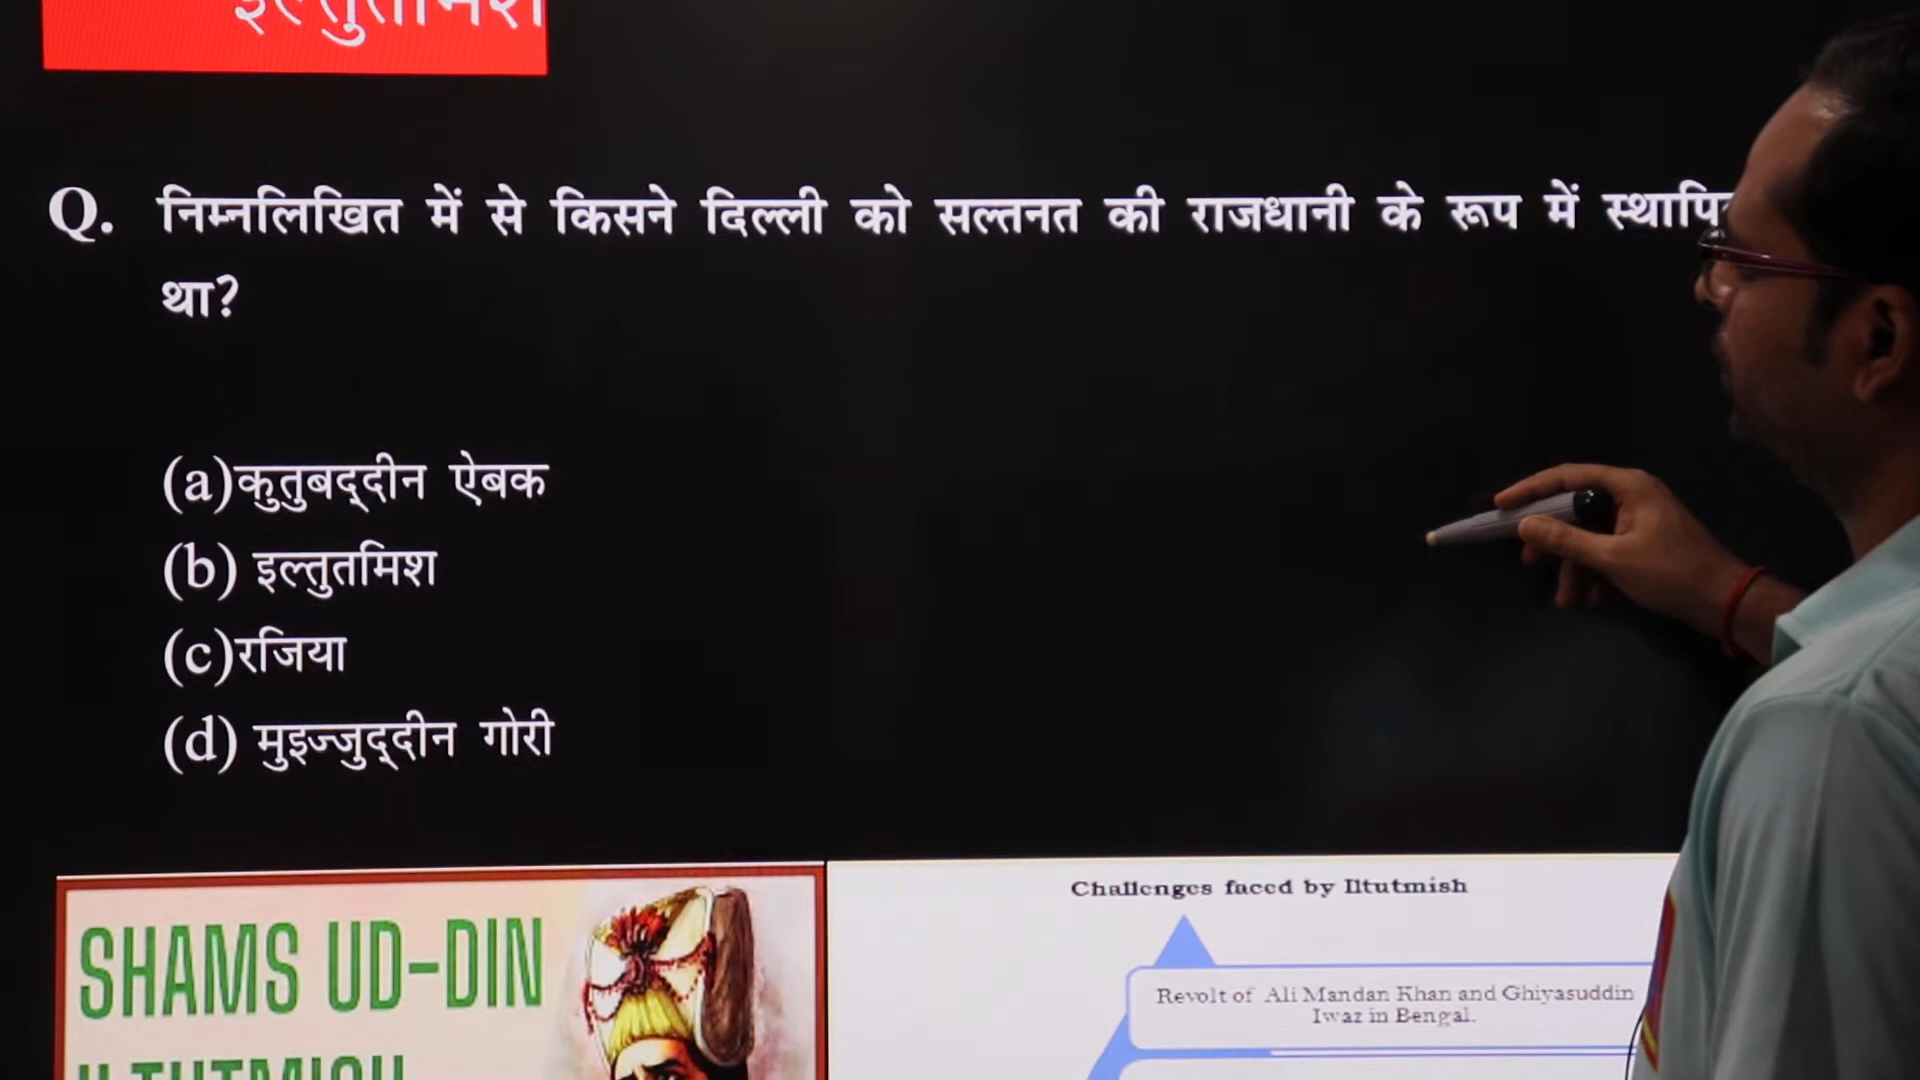 इल्तुतमिश
Q. निम्नलिखित में से किसने दिल्ली को सल्तनत की राजधानी के रूप में
था?
(a)कुतुबद्दीन ऐबक
(b) इल्तुतमिश
(c)रजिया
(d) मुइज्जुद्दीन गोरी
SHAMS UD-DIN
Challenges faced by Iltutmish
Revolt of Ali Mandan Khan and Ghiyasuddin
Iwaz in Bengal.